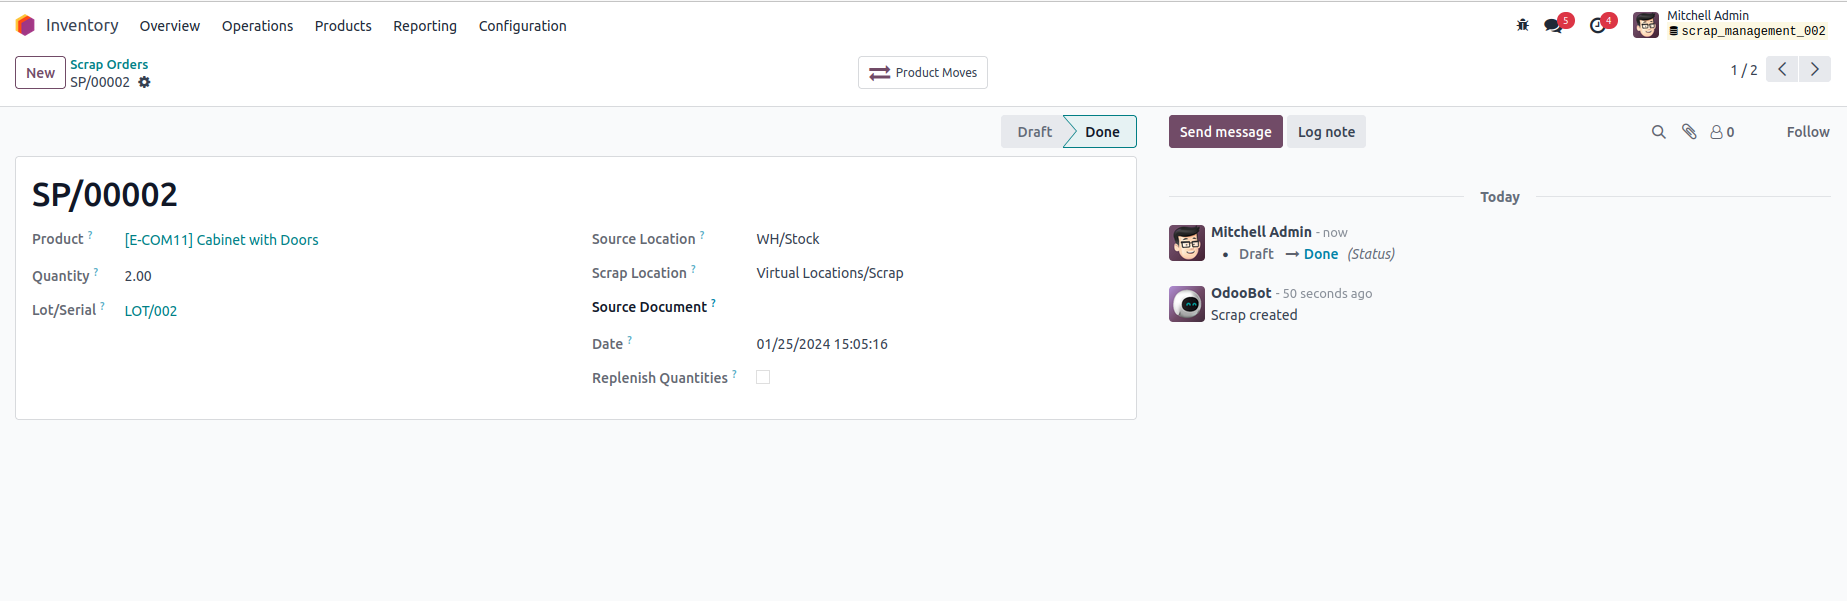 Inventory Overview Operations Products Reporting Configuration 5 4 Mitchell Admin
scrap_management_002
New Scrap Orders
SP/00002
Product Moves
1 / 2
Draft Done
Send message Log note 0 Follow
SP/00002
Product ? [E-COM11] Cabinet with Doors
Quantity ? 2.00
Lot/Serial ? LOT/002
Source Location ? WH/Stock
Scrap Location ? Virtual Locations/Scrap
Source Document ?
Date ? 01/25/2024 15:05:16
Replenish Quantities ?
Today
Mitchell Admin - now
• Draft → Done (Status)
OdooBot - 50 seconds ago
Scrap created